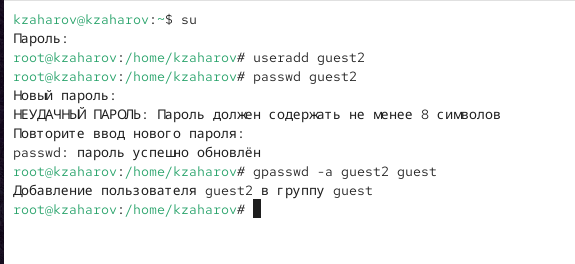 kzaharov@kzaharov:~$ su
Пароль:
root@kzaharov:/home/kzaharov# useradd guest2
root@kzaharov:/home/kzaharov# passwd guest2
Новый пароль:
НЕУДАЧНЫЙ ПАРОЛЬ: Пароль должен содержать не менее 8 символов
Повторите ввод нового пароля:
passwd: пароль успешно обновлён
root@kzaharov:/home/kzaharov# gpasswd -a guest2 guest
Добавление пользователя guest2 в группу guest
root@kzaharov:/home/kzaharov#